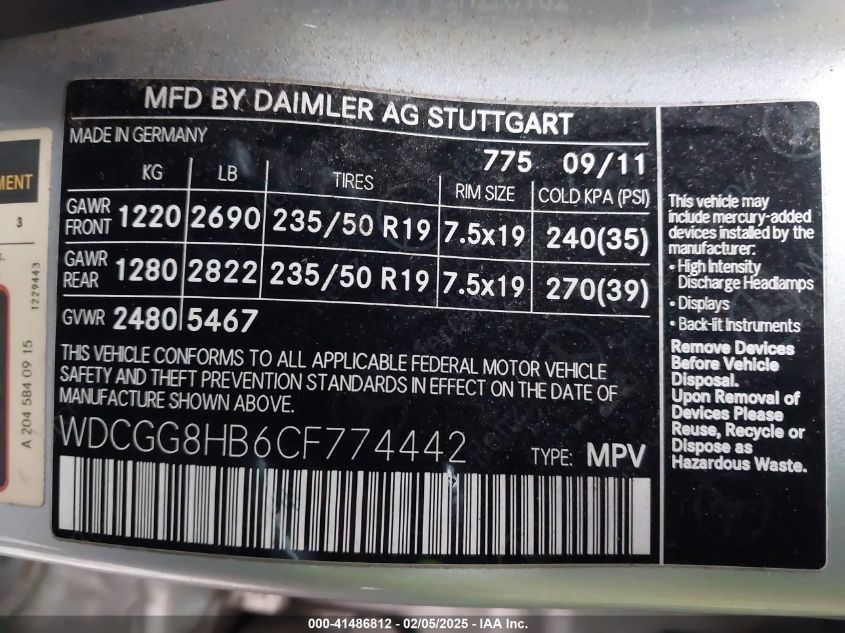 MFD BY DAIMLER AG STUTTGART
MADE IN GERMANY
775 09/11
KG LB TIRES RIM SIZE COLD KPA (PSI)
GAWR FRONT 1220 2690 235/50 R19 7.5x19 240(35)
GAWR REAR 1280 2822 235/50 R19 7.5x19 270(39)
GVWR 2480 5467
THIS VEHICLE CONFORMS TO ALL APPLICABLE FEDERAL MOTOR VEHICLE
SAFETY AND THEFT PREVENTION STANDARDS IN EFFECT ON THE DATE OF
MANUFACTURE SHOWN ABOVE.
WDCGG8HB6CF774442
TYPE: MPV
This vehicle may
include mercury-added
devices installed by the
manufacturer:
• High Intensity
Discharge Headlamps
• Displays
• Back-lit Instruments
Remove Devices
Before Vehicle
Disposal.
Upon Removal of
Devices Please
Reuse, Recycle or
Dispose as
Hazardous Waste.
MENT
3
S.
1229443
A 204 584 09 15
000-41486812 - 02/05/2025 - IAA Inc.